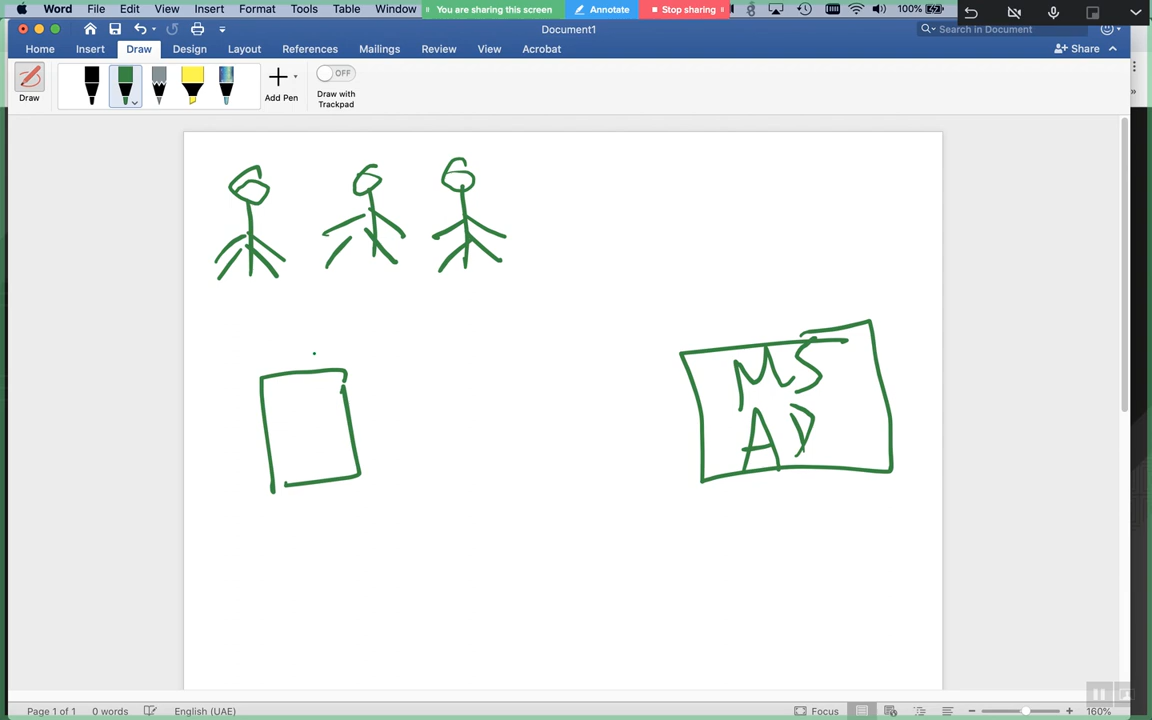 Word File Edit View Insert Format Tools Table Window You are sharing this screen Annotate Stop sharing 100%
Document1
Search in Document
Home Insert Draw Design Layout References Mailings Review View Acrobat Share
OFF
Draw Add Pen Draw with
Trackpad
MS
AD
Page 1 of 1 0 words English (UAE) Focus 160%